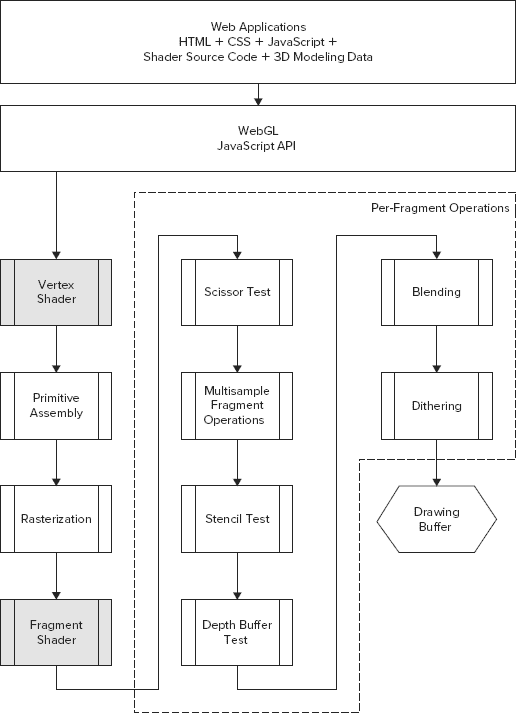 Web Applications
HTML + CSS + JavaScript +
Shader Source Code + 3D Modeling Data
WebGL
JavaScript API
Per-Fragment Operations
Vertex
Shader
Primitive
Assembly
Rasterization
Fragment
Shader
Scissor Test
Multisample
Fragment
Operations
Stencil Test
Depth Buffer
Test
Blending
Dithering
Drawing
Buffer